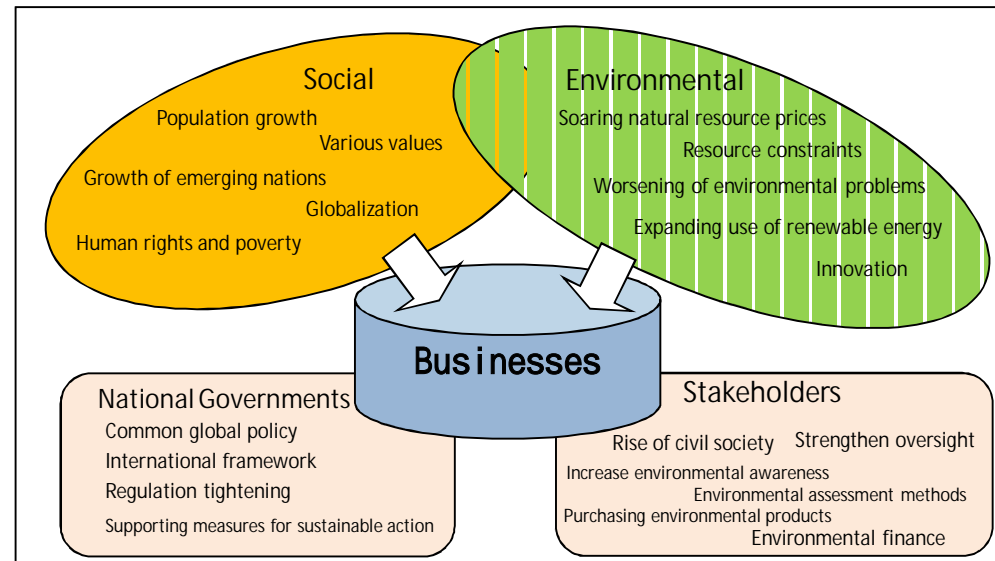 Social
Population growth
Various values
Growth of emerging nations
Globalization
Human rights and poverty
Environmental
Soaring natural resource prices
Resource constraints
Worsening of environmental problems
Expanding use of renewable energy
Innovation
Businesses
National Governments
Common global policy
International framework
Regulation tightening
Supporting measures for sustainable action
Stakeholders
Rise of civil society
Strengthen oversight
Increase environmental awareness
Environmental assessment methods
Purchasing environmental products
Environmental finance